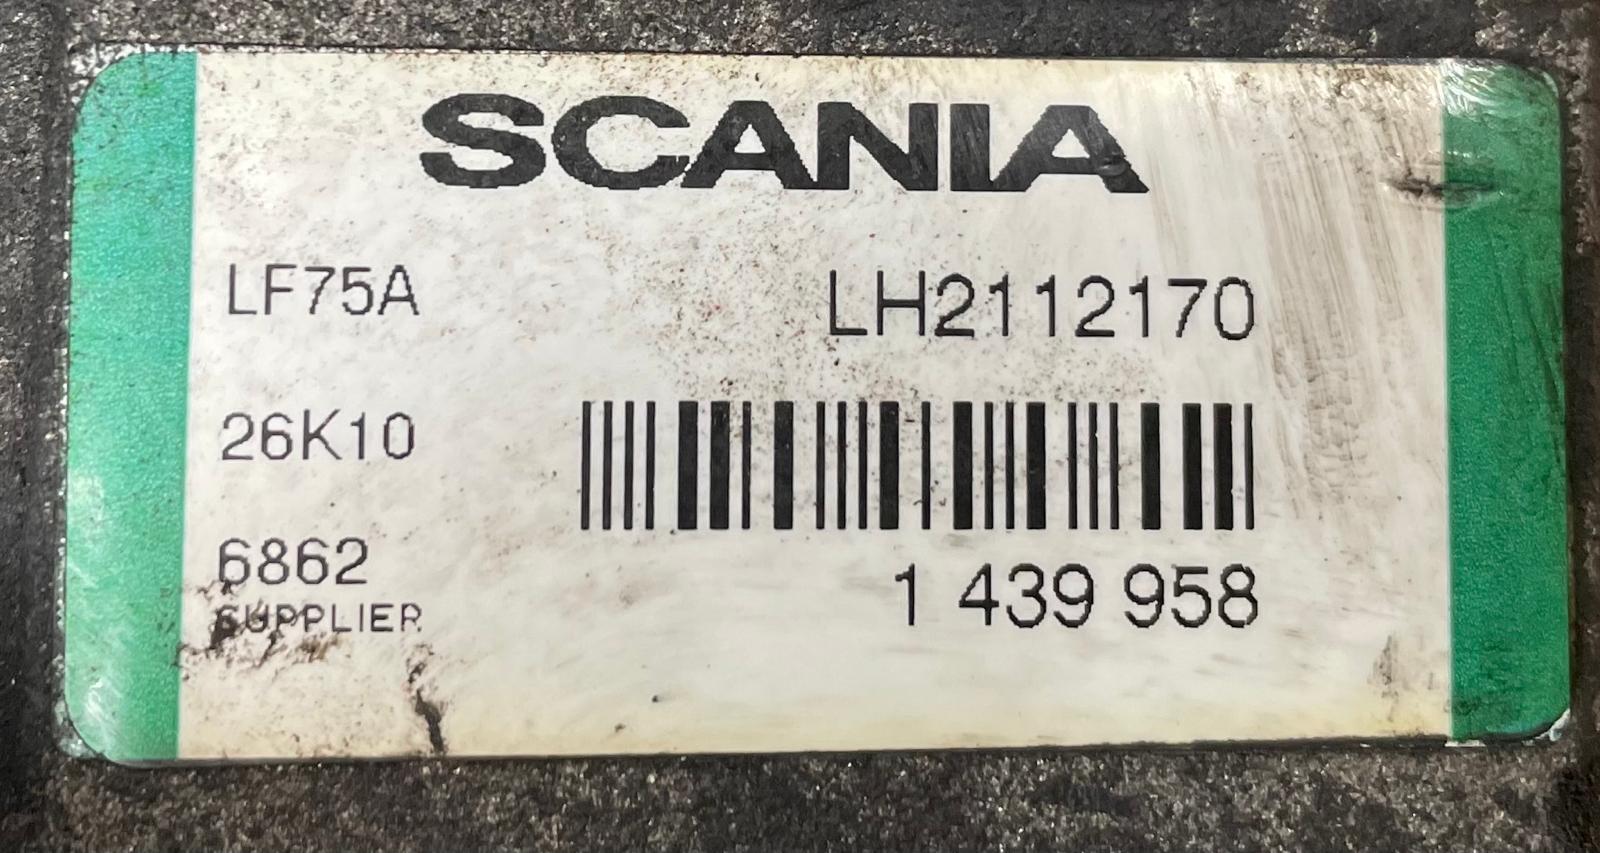 SCANIA
LF75A LH2112170
26K10
6862
SUPPLIER
1 439 958